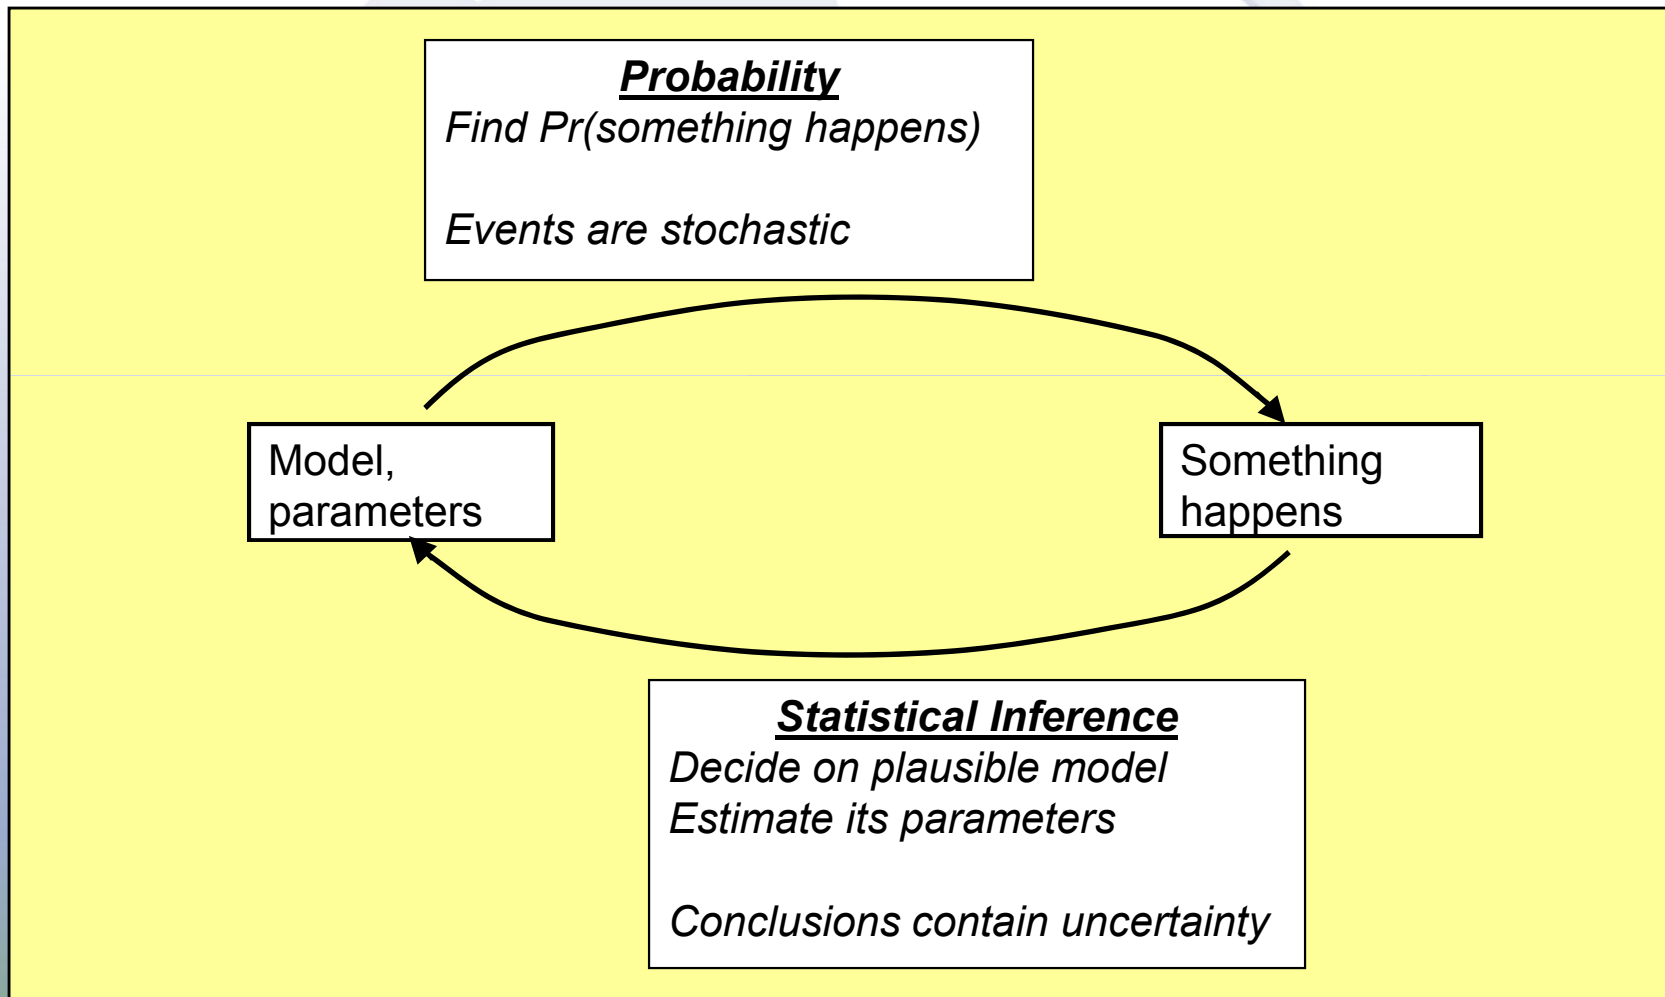 Probability
Find Pr(something happens)
Events are stochastic
Model,
parameters
Something
happens
Statistical Inference
Decide on plausible model
Estimate its parameters
Conclusions contain uncertainty